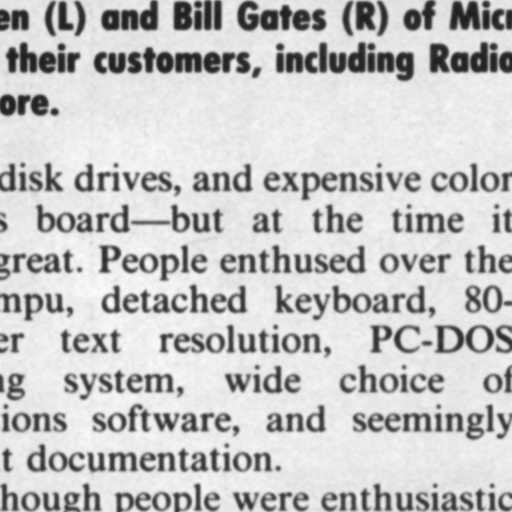 en (L) and Bill Gates (R) of Micr
their customers, including Radio
ore.
disk drives, and expensive color
s board—but at the time it
great. People enthused over the
mpu, detached keyboard, 80-
er text resolution, PC-DOS
ng system, wide choice of
ions software, and seemingly
t documentation.
hough people were enthusiastic